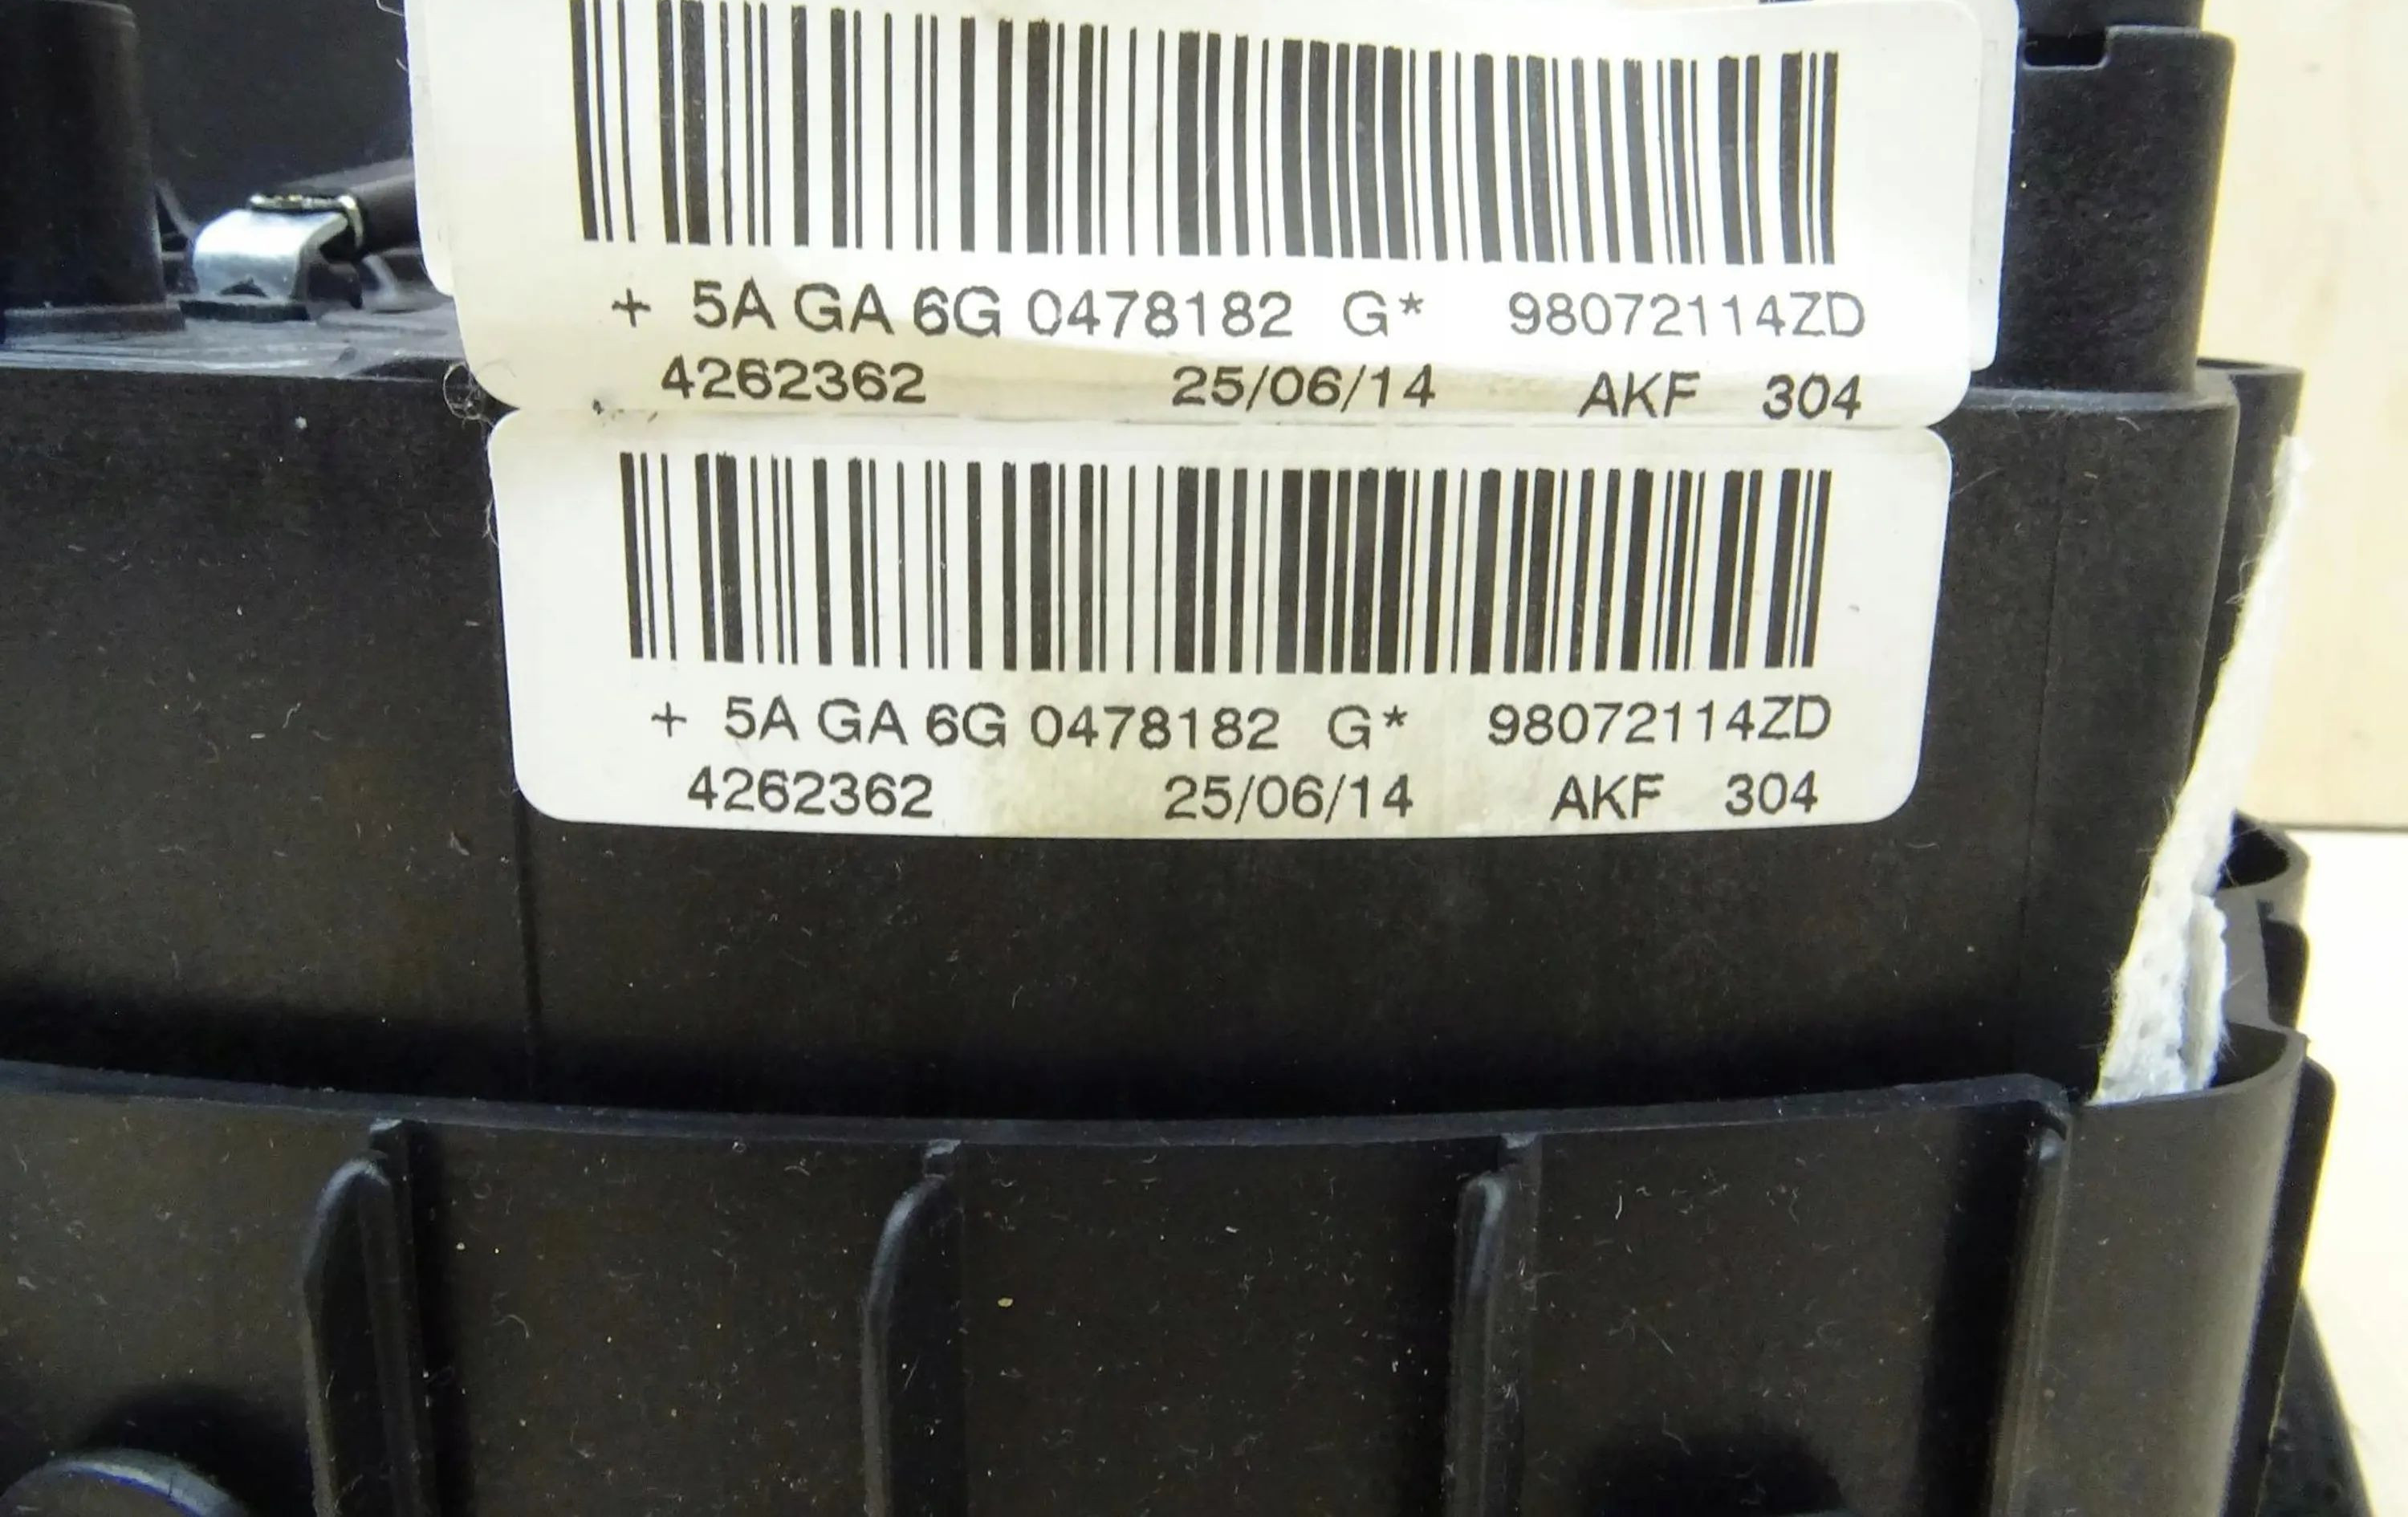 + 5A GA 6G 0478182 G* 98072114ZD
4262362 25/06/14 AKF 304
+ 5A GA 6G 0478182 G* 98072114ZD
4262362 25/06/14 AKF 304